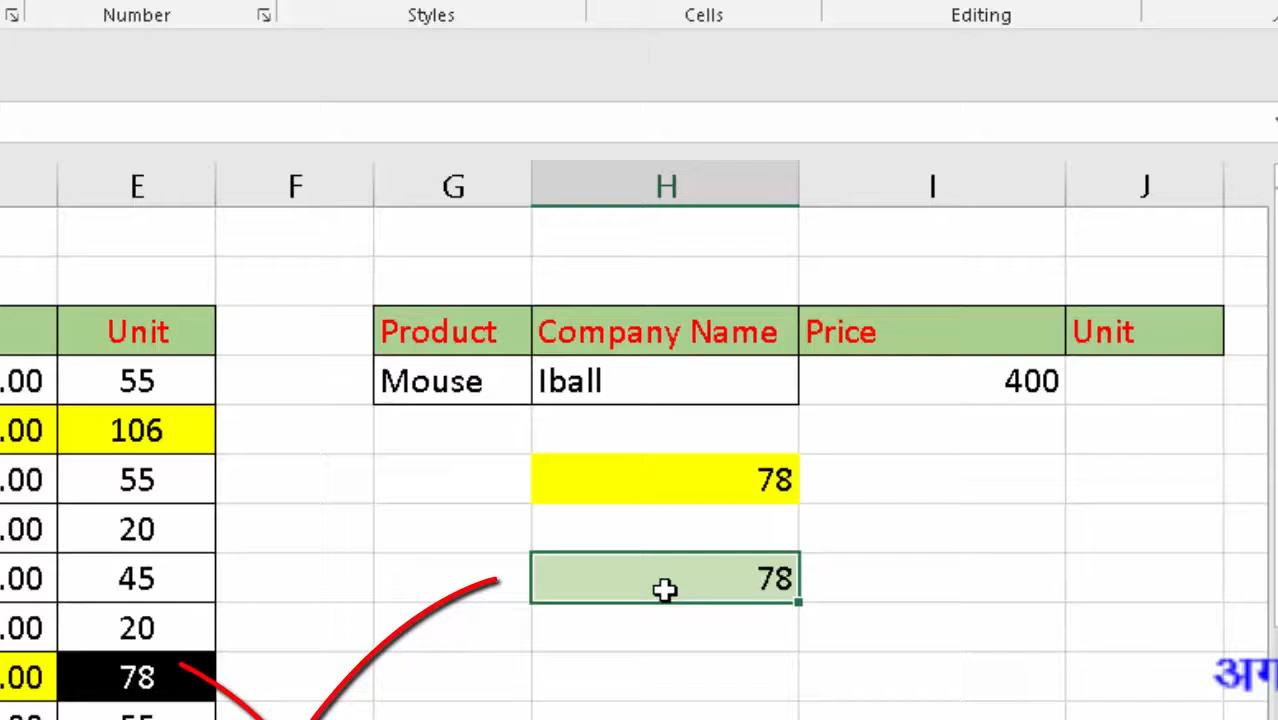 Number Styles Cells Editing
E F G H I J
Unit Product Company Name Price Unit
.00 55 Mouse Iball 400
.00 106
.00 55 78
.00 20
.00 45 78
.00 20
.00 78